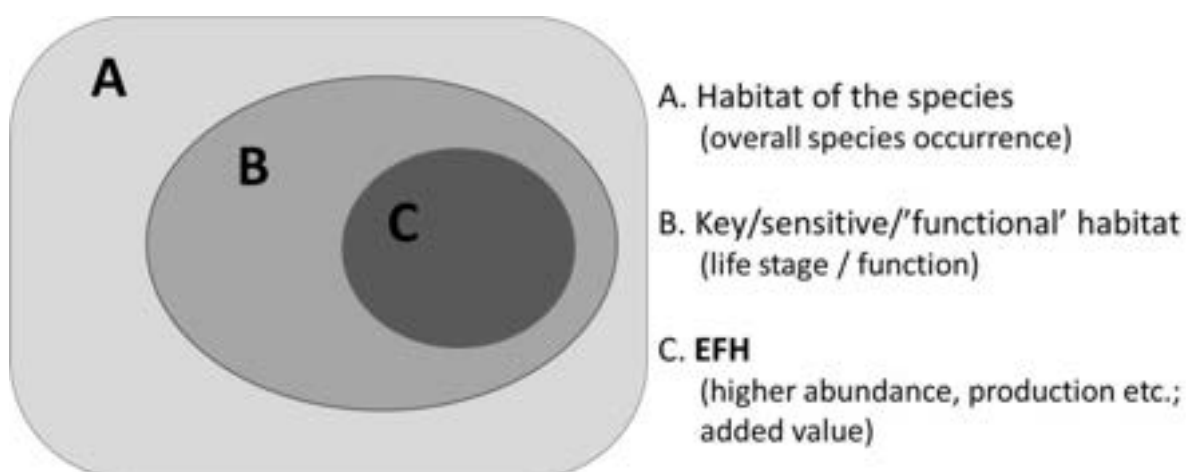 A
B
C
A. Habitat of the species
(overall species occurrence)
B. Key/sensitive/'functional' habitat
(life stage / function)
C. EFH
(higher abundance, production etc.;
added value)